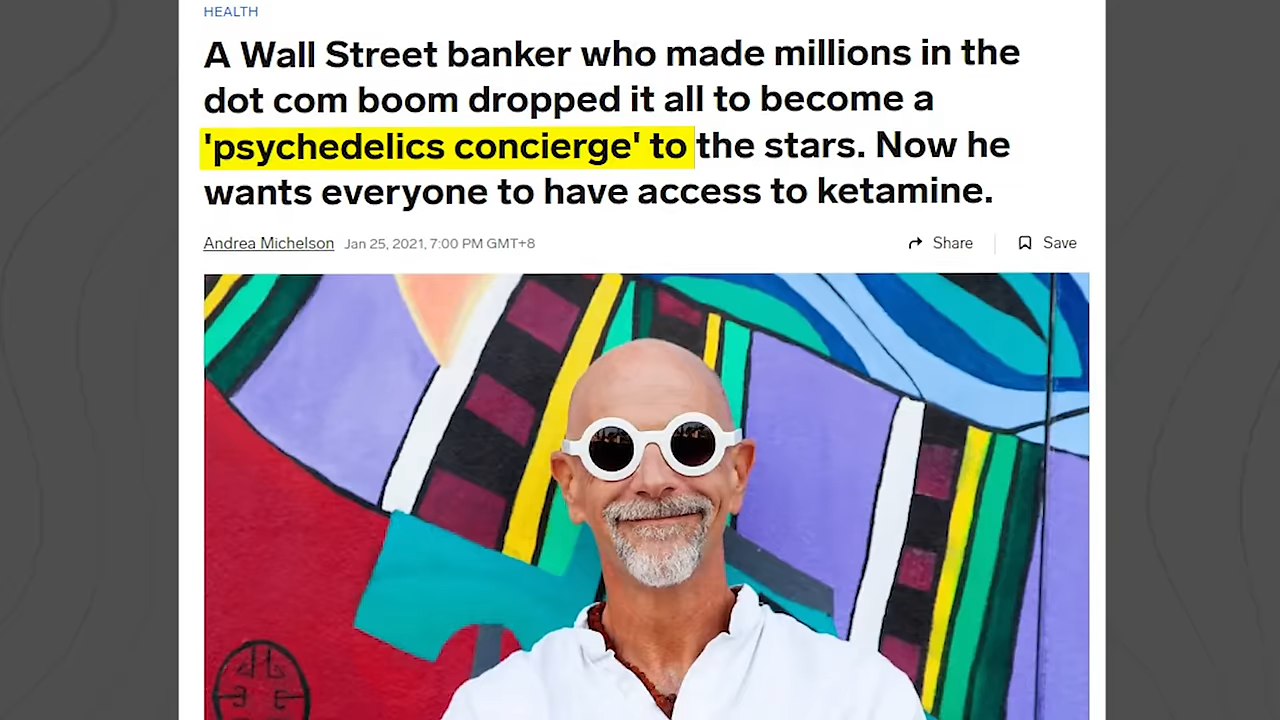 HEALTH
A Wall Street banker who made millions in the
dot com boom dropped it all to become a
'psychedelics concierge' to the stars. Now he
wants everyone to have access to ketamine.
Andrea Michelson Jan 25, 2021, 7:00 PM GMT+8 Share Save